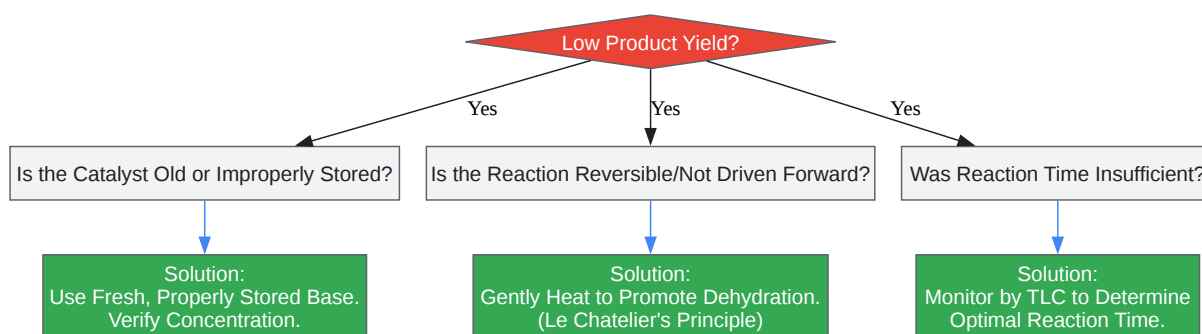 Low Product Yield?
Yes
Yes
Yes
Is the Catalyst Old or Improperly Stored?
Is the Reaction Reversible/Not Driven Forward?
Was Reaction Time Insufficient?
Solution:
Use Fresh, Properly Stored Base.
Verify Concentration.
Solution:
Gently Heat to Promote Dehydration.
(Le Chatelier's Principle)
Solution:
Monitor by TLC to Determine
Optimal Reaction Time.